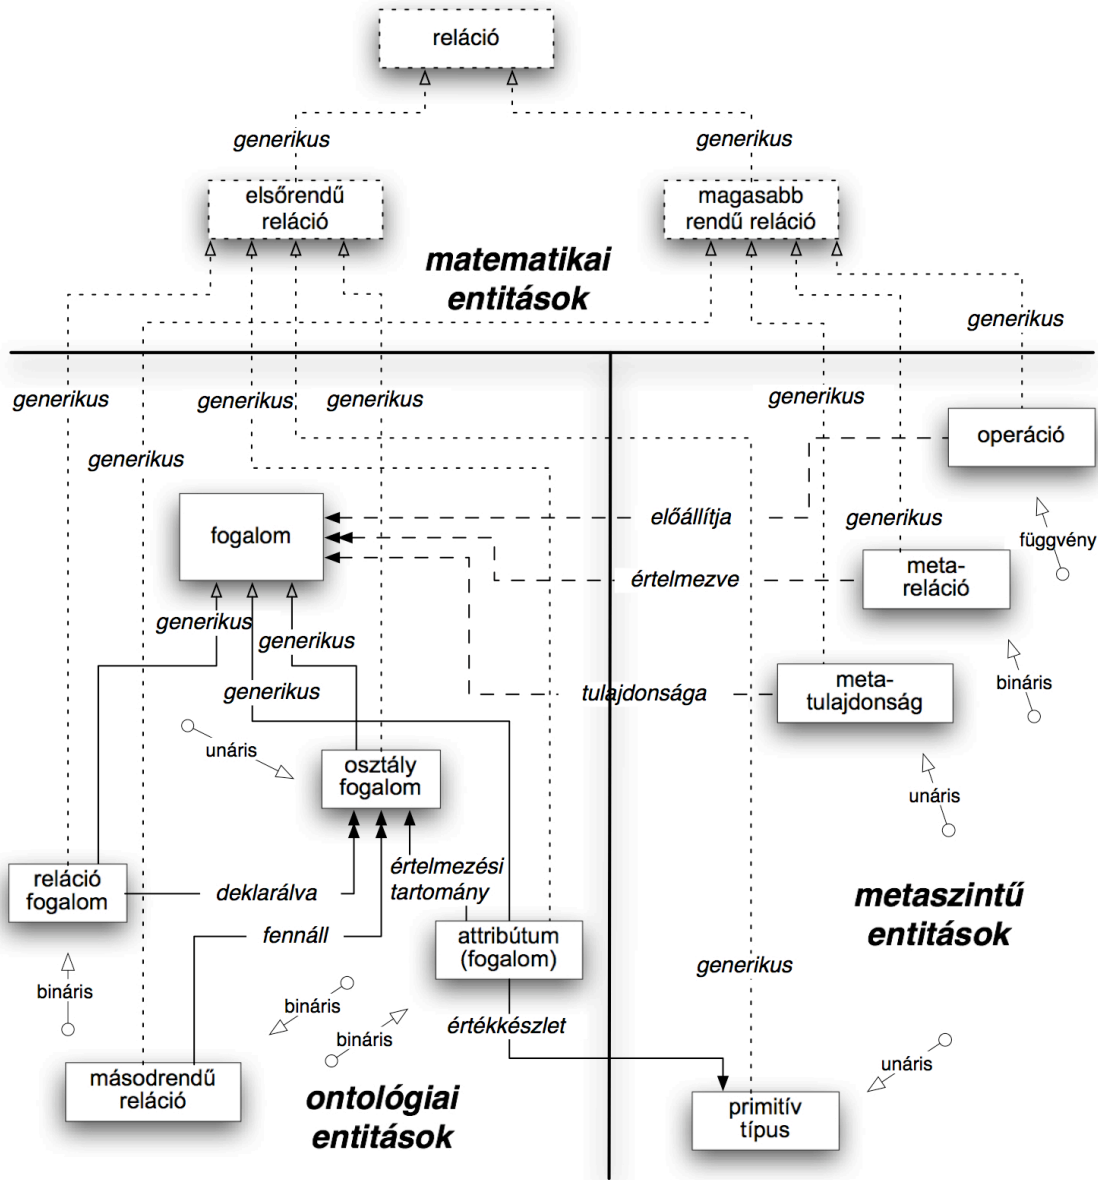 reláció
generikus
generikus
elsőrendű
reláció
magasabb
rendű reláció
matematikai
entitások
generikus
generikus
generikus
generikus
generikus
generikus
operáció
fogalom
előállítja
generikus
függvény
értelmezve
meta-
reláció
generikus
generikus
generikus
tulajdonsága
meta-
tulajdonság
bináris
unáris
osztály
fogalom
unáris
értelmezési
tartomány
deklarálva
reláció
fogalom
metaszintű
entitások
fennáll
attribútum
(fogalom)
generikus
bináris
bináris
bináris
értékkészlet
unáris
másodrendű
reláció
ontológiai
entitások
primitív
típus